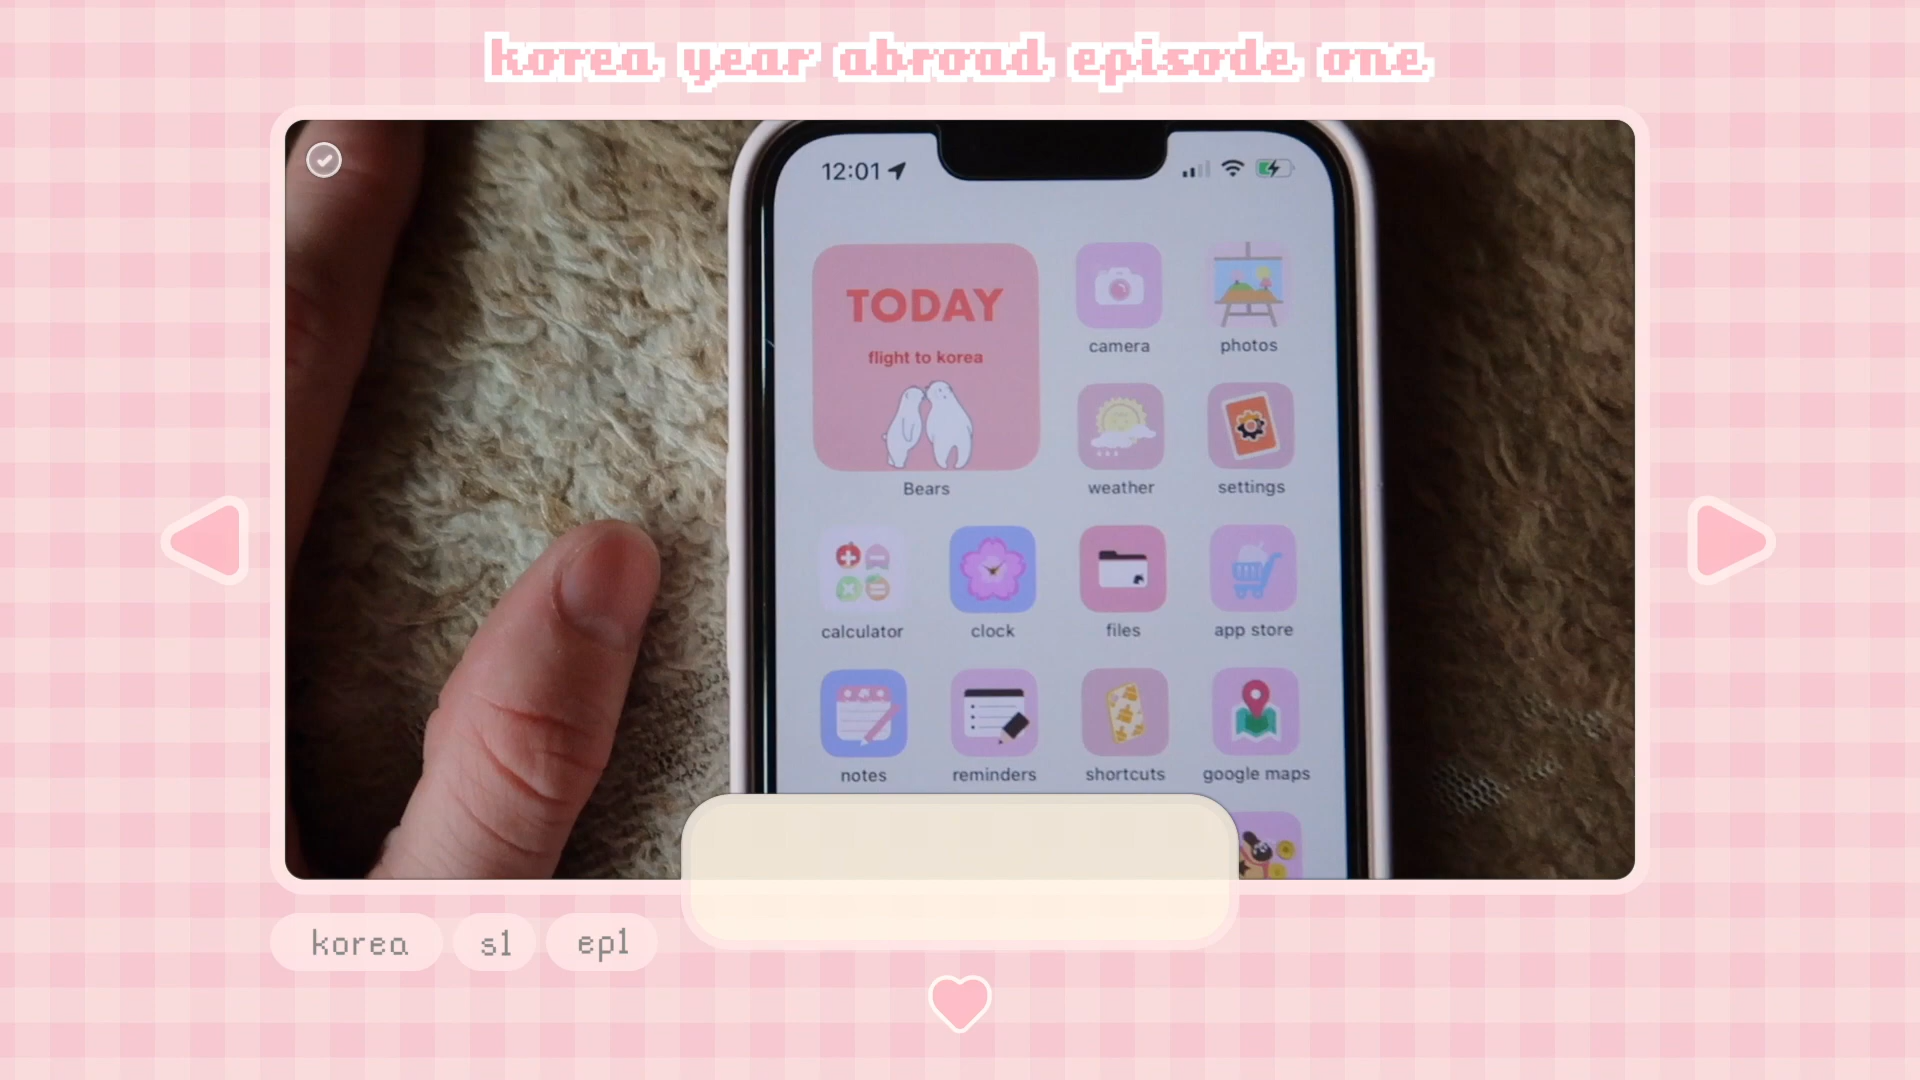 korea year abroad episode one
12:01
TODAY
flight to korea
Bears
camera
photos
weather
settings
calculator
clock
files
app store
notes
reminders
shortcuts
google maps
korea
s1
ep1